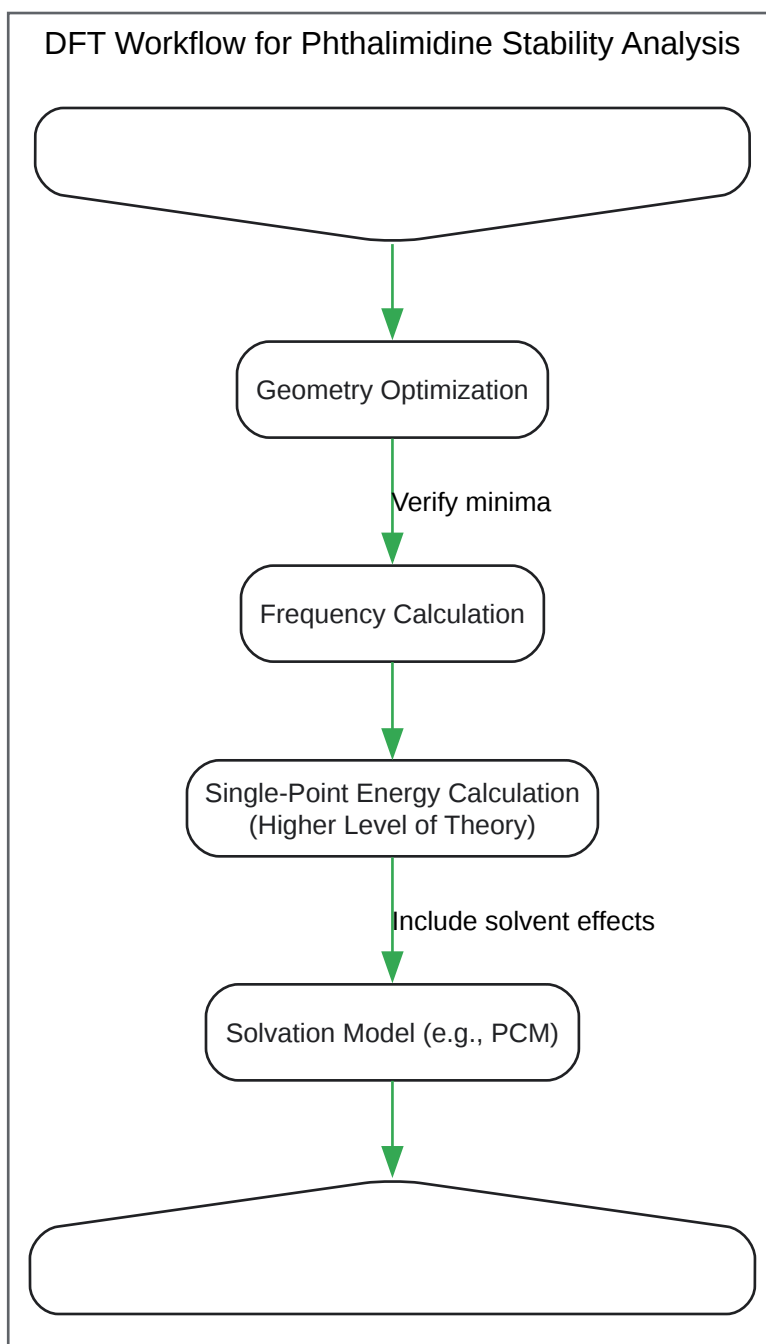 DFT Workflow for Phthalimidine Stability Analysis
Geometry Optimization
Verify minima
Frequency Calculation
Single-Point Energy Calculation
(Higher Level of Theory)
Include solvent effects
Solvation Model (e.g., PCM)